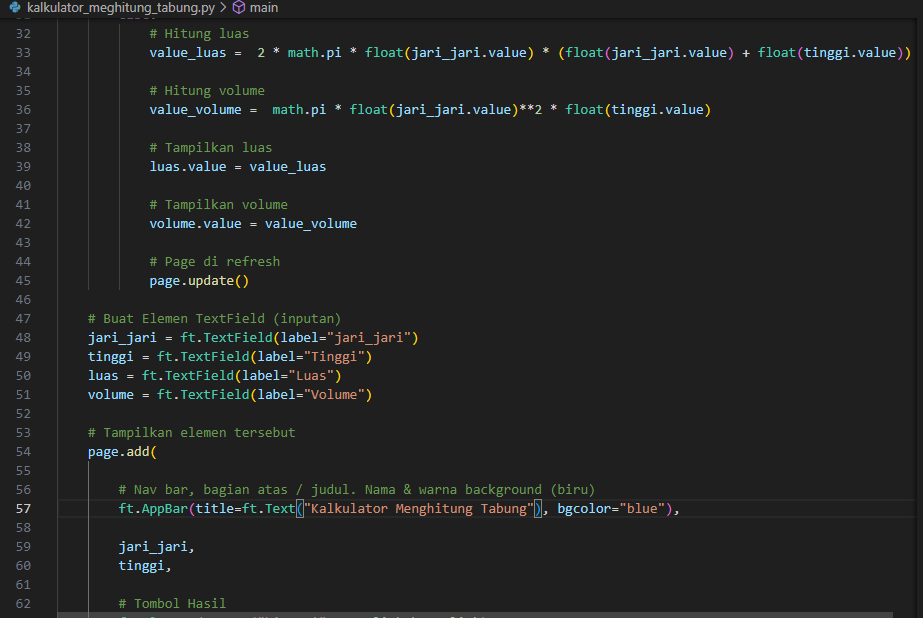 kalkulator_meghitung_tabung.py > main
32 # Hitung luas
33 value_luas =  2 * math.pi * float(jari_jari.value) * (float(jari_jari.value) + float(tinggi.value))
34
35 # Hitung volume
36 value_volume =  math.pi * float(jari_jari.value)**2 * float(tinggi.value)
37
38 # Tampilkan luas
39 luas.value = value_luas
40
41 # Tampilkan volume
42 volume.value = value_volume
43
44 # Page di refresh
45 page.update()
46
47 # Buat Elemen TextField (inputan)
48 jari_jari = ft.TextField(label="jari_jari")
49 tinggi = ft.TextField(label="Tinggi")
50 luas = ft.TextField(label="Luas")
51 volume = ft.TextField(label="Volume")
52
53 # Tampilkan elemen tersebut
54 page.add(
55
56 # Nav bar, bagian atas / judul. Nama & warna background (biru)
57 ft.AppBar(title=ft.Text("Kalkulator Menghitung Tabung"), bgcolor="blue"),
58
59 jari_jari,
60 tinggi,
61
62 # Tombol Hasil